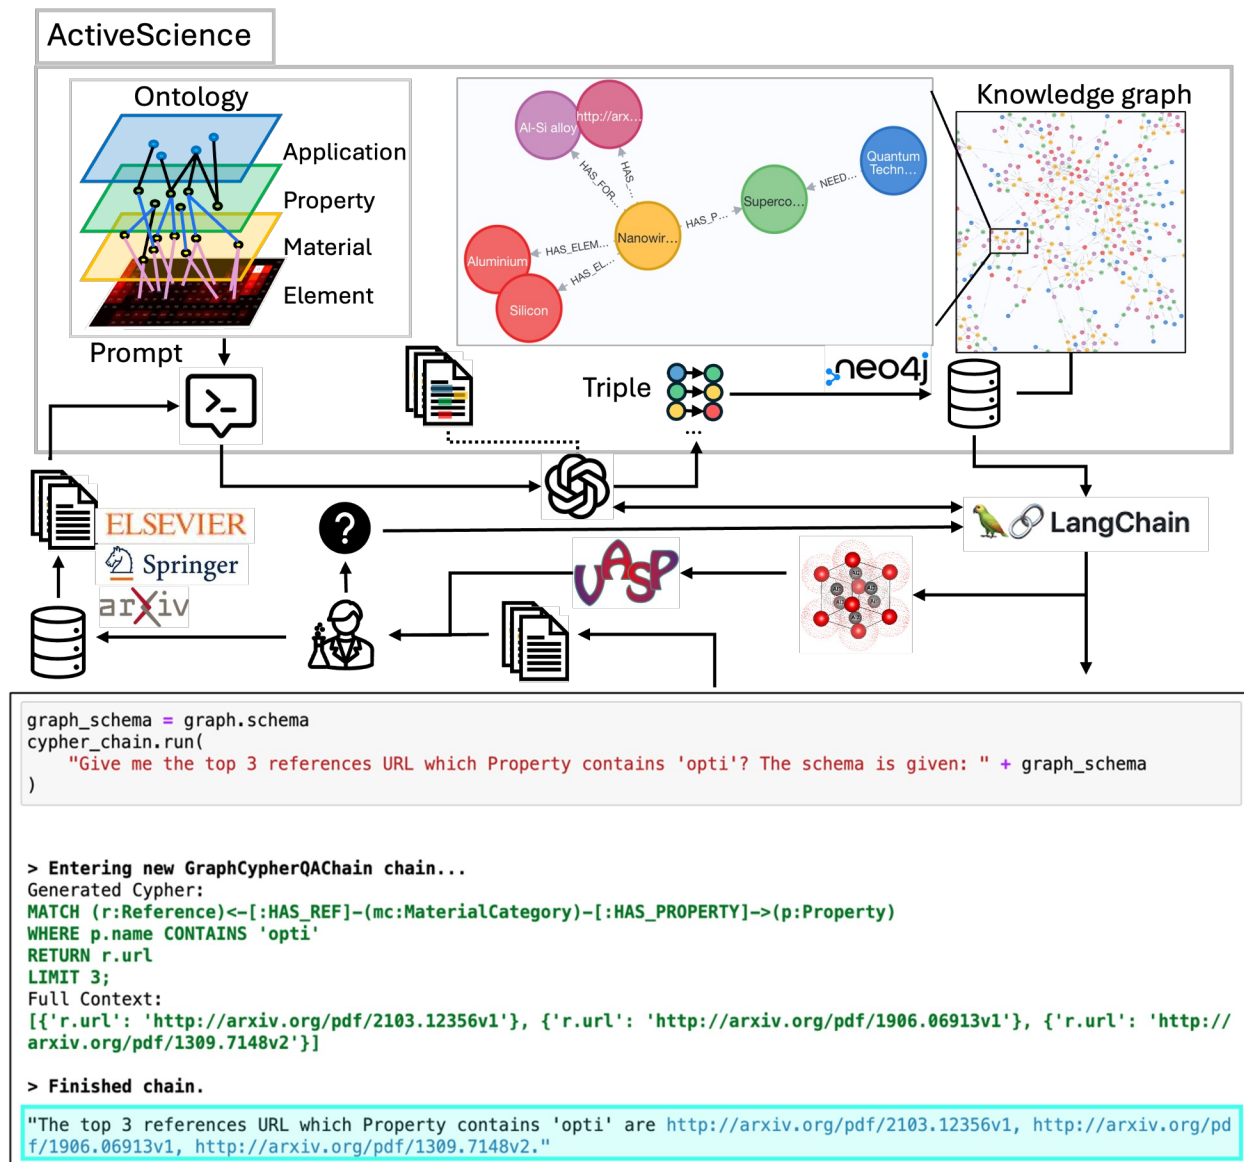 ActiveScience
Ontology
Application
Property
Material
Element
Al-Si alloy
http://arx...
Quantum
Techn...
Superco...
Nanowir...
Aluminium
Silicon
HAS_FOR...
HAS_...
HAS_P...
NEED...
HAS_ELEM...
HAS_EL...
Knowledge graph
Prompt
Triple
...
neo4j
ELSEVIER
Springer
arXiv
?
VASP
LangChain
graph_schema = graph.schema
cypher_chain.run(
"Give me the top 3 references URL which Property contains 'opti'? The schema is given: " + graph_schema
)
> Entering new GraphCypherQAChain chain...
Generated Cypher:
MATCH (r:Reference)<-[:HAS_REF]-(mc:MaterialCategory)-[:HAS_PROPERTY]->(p:Property)
WHERE p.name CONTAINS 'opti'
RETURN r.url
LIMIT 3;
Full Context:
[{'r.url': 'http://arxiv.org/pdf/2103.12356v1'}, {'r.url': 'http://arxiv.org/pdf/1906.06913v1'}, {'r.url': 'http://
arxiv.org/pdf/1309.7148v2'}]
> Finished chain.
"The top 3 references URL which Property contains 'opti' are http://arxiv.org/pdf/2103.12356v1, http://arxiv.org/pd
f/1906.06913v1, http://arxiv.org/pdf/1309.7148v2."